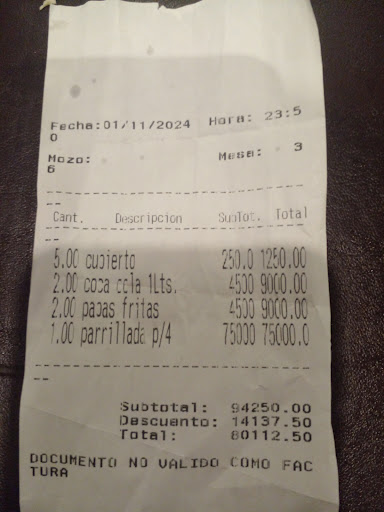 Fecha:01/11/2024 Hora: 23:5
0
Mozo: Mesa: 3
6
--
Cant. Descripcion SubTot. Total
5.00 cubierto 250.0 1250.00
2.00 coca cola 1Lts. 4500 9000.00
2.00 papas fritas 4500 9000.00
1.00 parrillada p/4 75000 75000.0
--
Subtotal: 94250.00
Descuento: 14137.50
Total: 80112.50
DOCUMENTO NO VALIDO COMO FAC
TURA